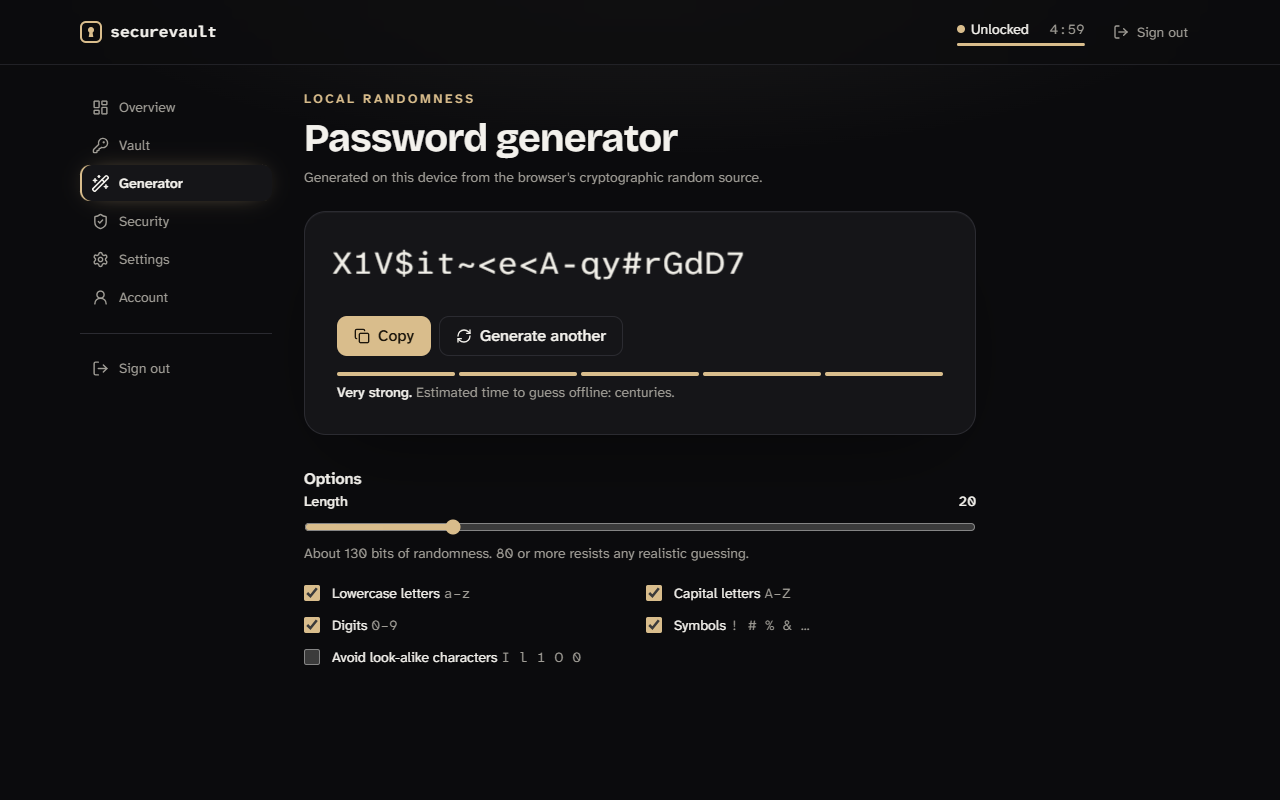 securevault
Unlocked 4:59
Sign out
Overview
Vault
Generator
Security
Settings
Account
Sign out
LOCAL RANDOMNESS
Password generator
Generated on this device from the browser's cryptographic random source.
X1V$it~<e<A-qy#rGdD7
Copy
Generate another
Very strong. Estimated time to guess offline: centuries.
Options
Length 20
About 130 bits of randomness. 80 or more resists any realistic guessing.
Lowercase letters a–z
Capital letters A–Z
Digits 0–9
Symbols ! # % & …
Avoid look-alike characters I l 1 O 0